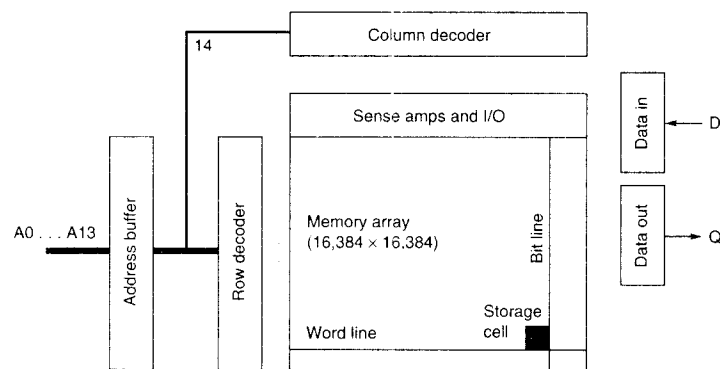 Column decoder
14
Sense amps and I/O
Data in
D
A0 . . . A13
Address buffer
Row decoder
Memory array
(16,384 × 16.384)
Bit line
Data out
Q
Storage
cell
Word line